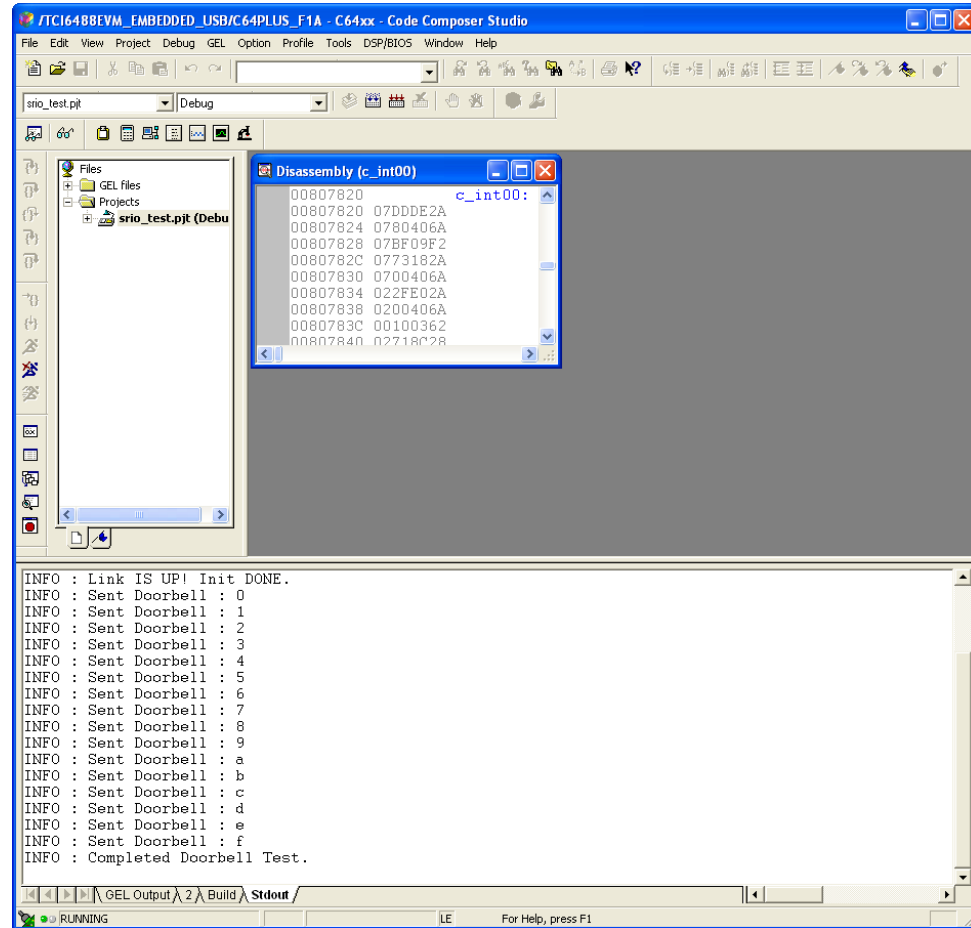 /TCI6488EVM_EMBEDDED_USB/C64PLUS_F1A - C64xx - Code Composer Studio
File Edit View Project Debug GEL Option Profile Tools DSP/BIOS Window Help
srio_test.pjt Debug
Files
GEL files
Projects
srio_test.pjt (Debu
Disassembly (c_int00)
00807820 c_int00:
00807820 07DDDE2A
00807824 0780406A
00807828 07BF09F2
0080782C 0773182A
00807830 0700406A
00807834 022FE02A
00807838 0200406A
0080783C 00100362
00807840 02718C28
INFO : Link IS UP! Init DONE.
INFO : Sent Doorbell : 0
INFO : Sent Doorbell : 1
INFO : Sent Doorbell : 2
INFO : Sent Doorbell : 3
INFO : Sent Doorbell : 4
INFO : Sent Doorbell : 5
INFO : Sent Doorbell : 6
INFO : Sent Doorbell : 7
INFO : Sent Doorbell : 8
INFO : Sent Doorbell : 9
INFO : Sent Doorbell : a
INFO : Sent Doorbell : b
INFO : Sent Doorbell : c
INFO : Sent Doorbell : d
INFO : Sent Doorbell : e
INFO : Sent Doorbell : f
INFO : Completed Doorbell Test.
GEL Output 2 Build Stdout
RUNNING LE For Help, press F1